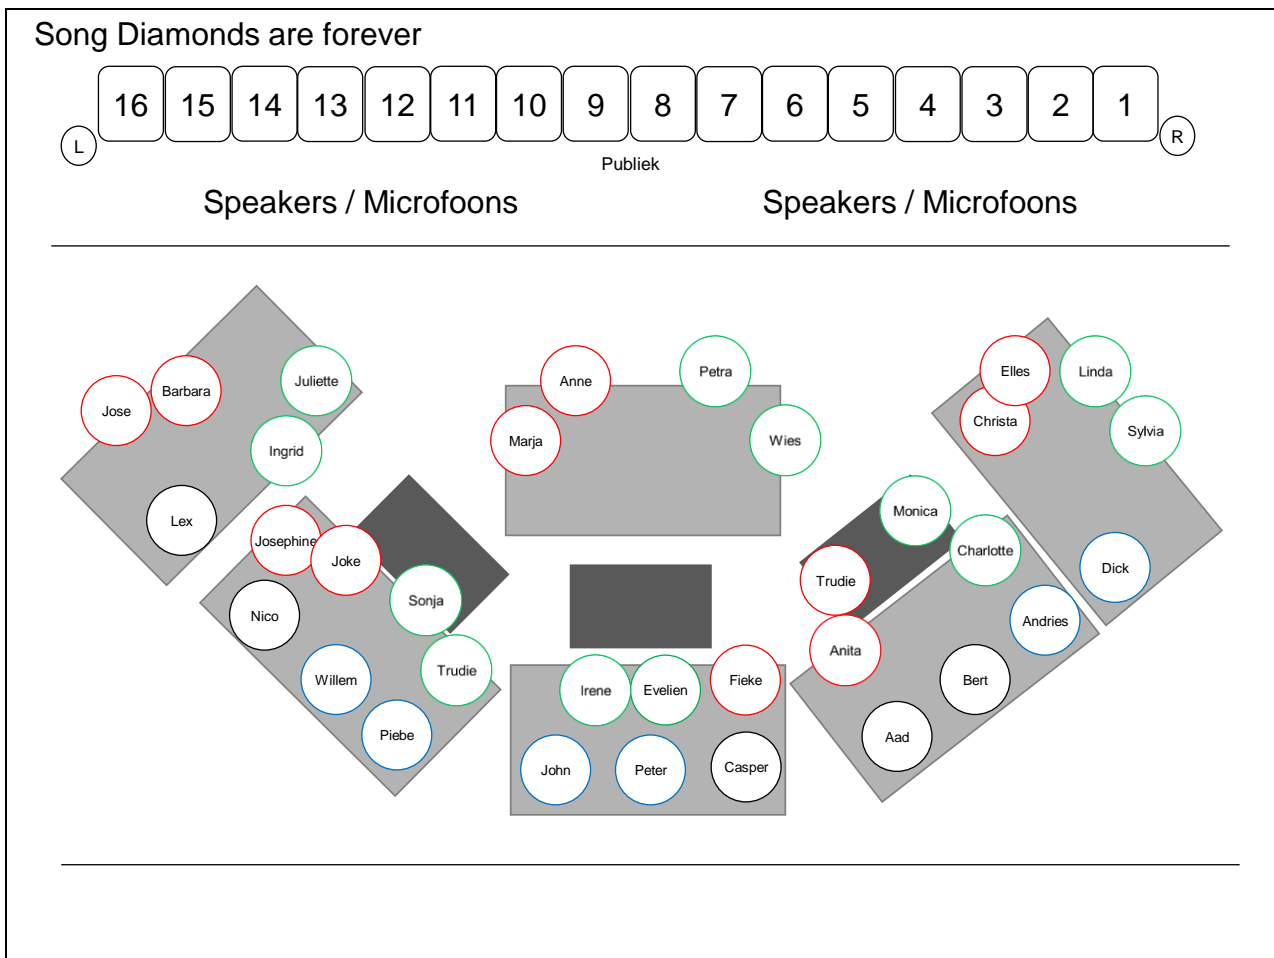 Song Diamonds are forever
16 15 14 13 12 11 10 9 8 7 6 5 4 3 2 1
L R
Publiek
Speakers / Microfoons Speakers / Microfoons
Jose
Barbara
Juliette
Ingrid
Lex
Josephine
Joke
Nico
Sonja
Willem
Trudie
Piebe
Anne
Petra
Marja
Wies
Irene
Evelien
Fieke
John
Peter
Casper
Elles
Linda
Christa
Sylvia
Monica
Charlotte
Trudie
Dick
Andries
Anita
Bert
Aad